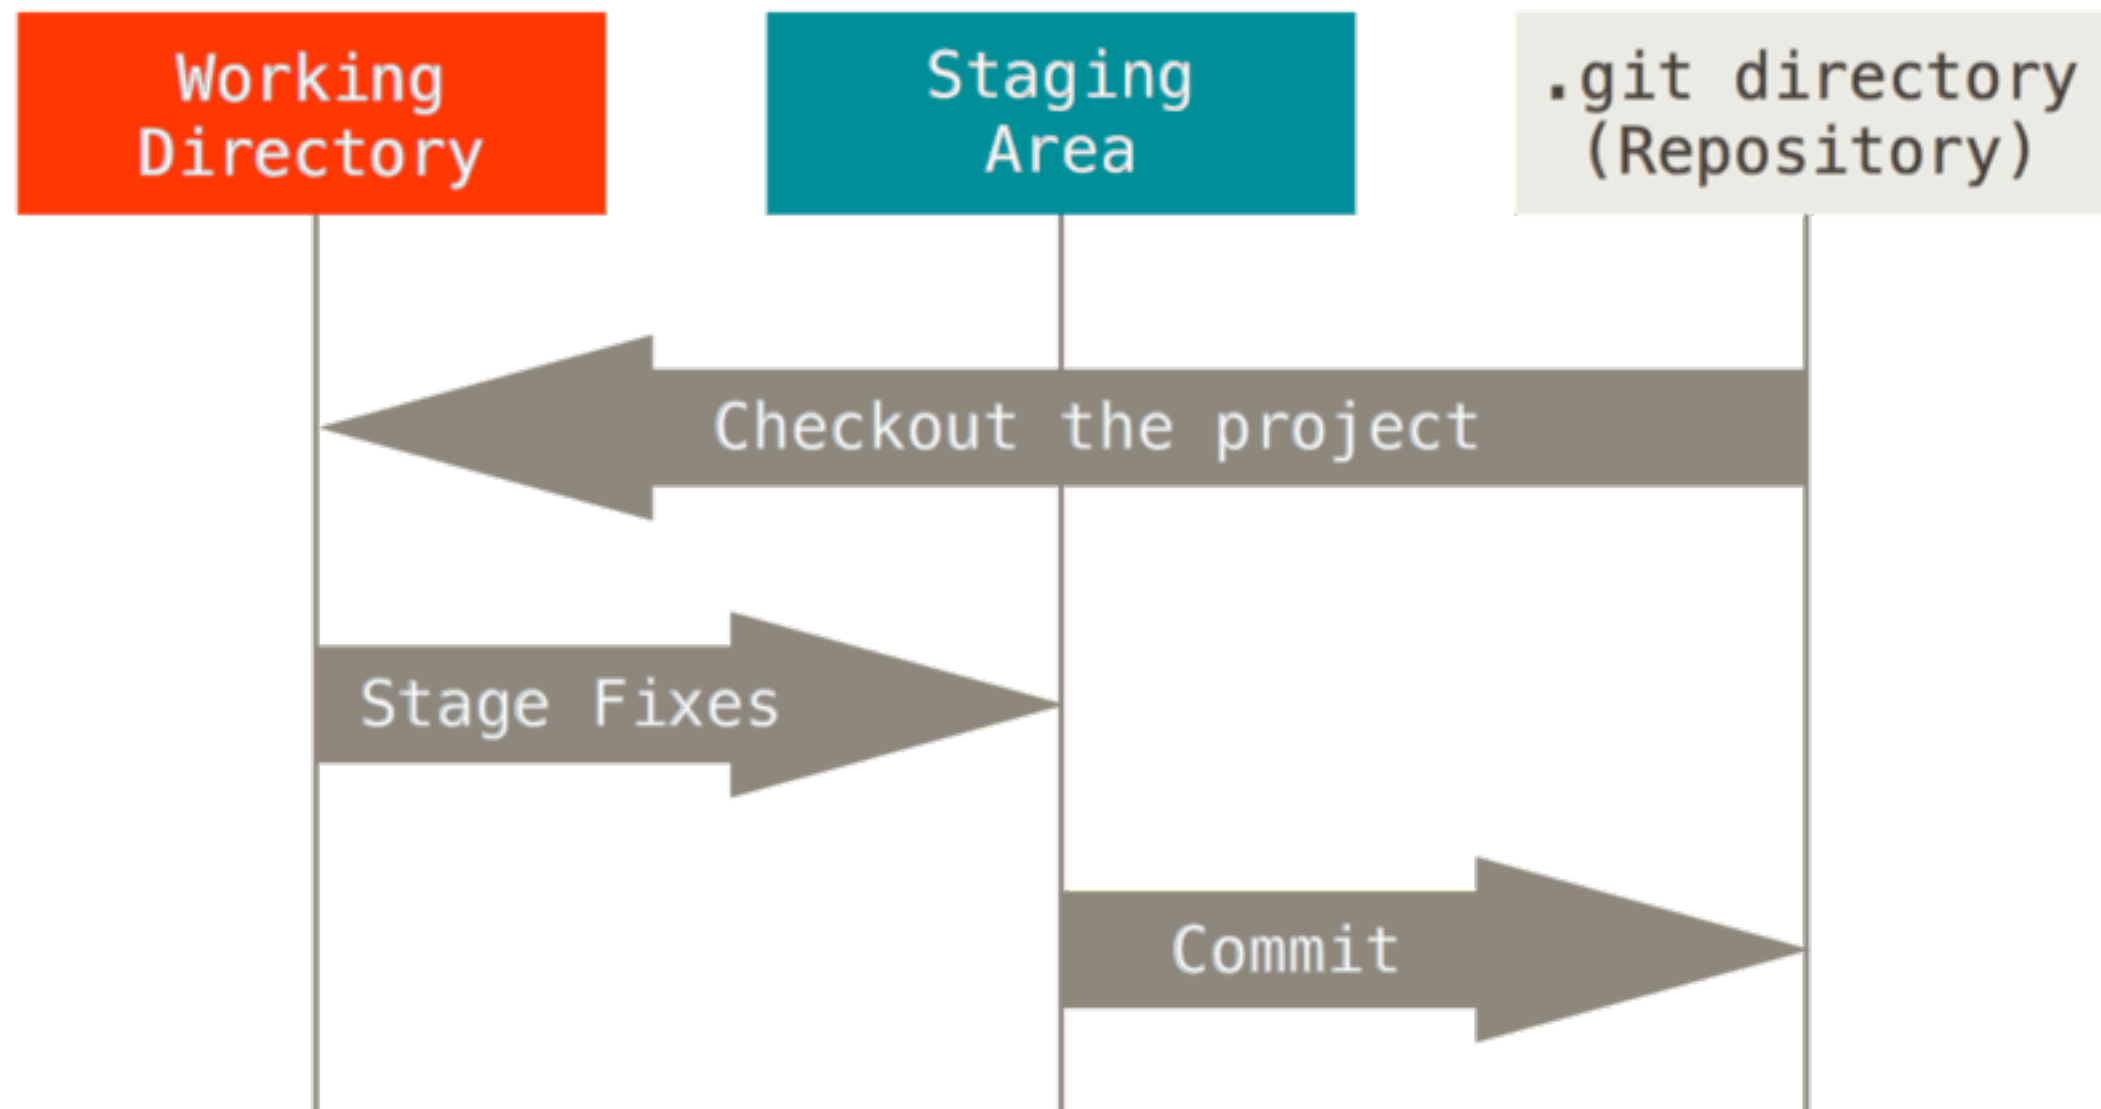 Working
Directory
Staging
Area
.git directory
(Repository)
Checkout the project
Stage Fixes
Commit